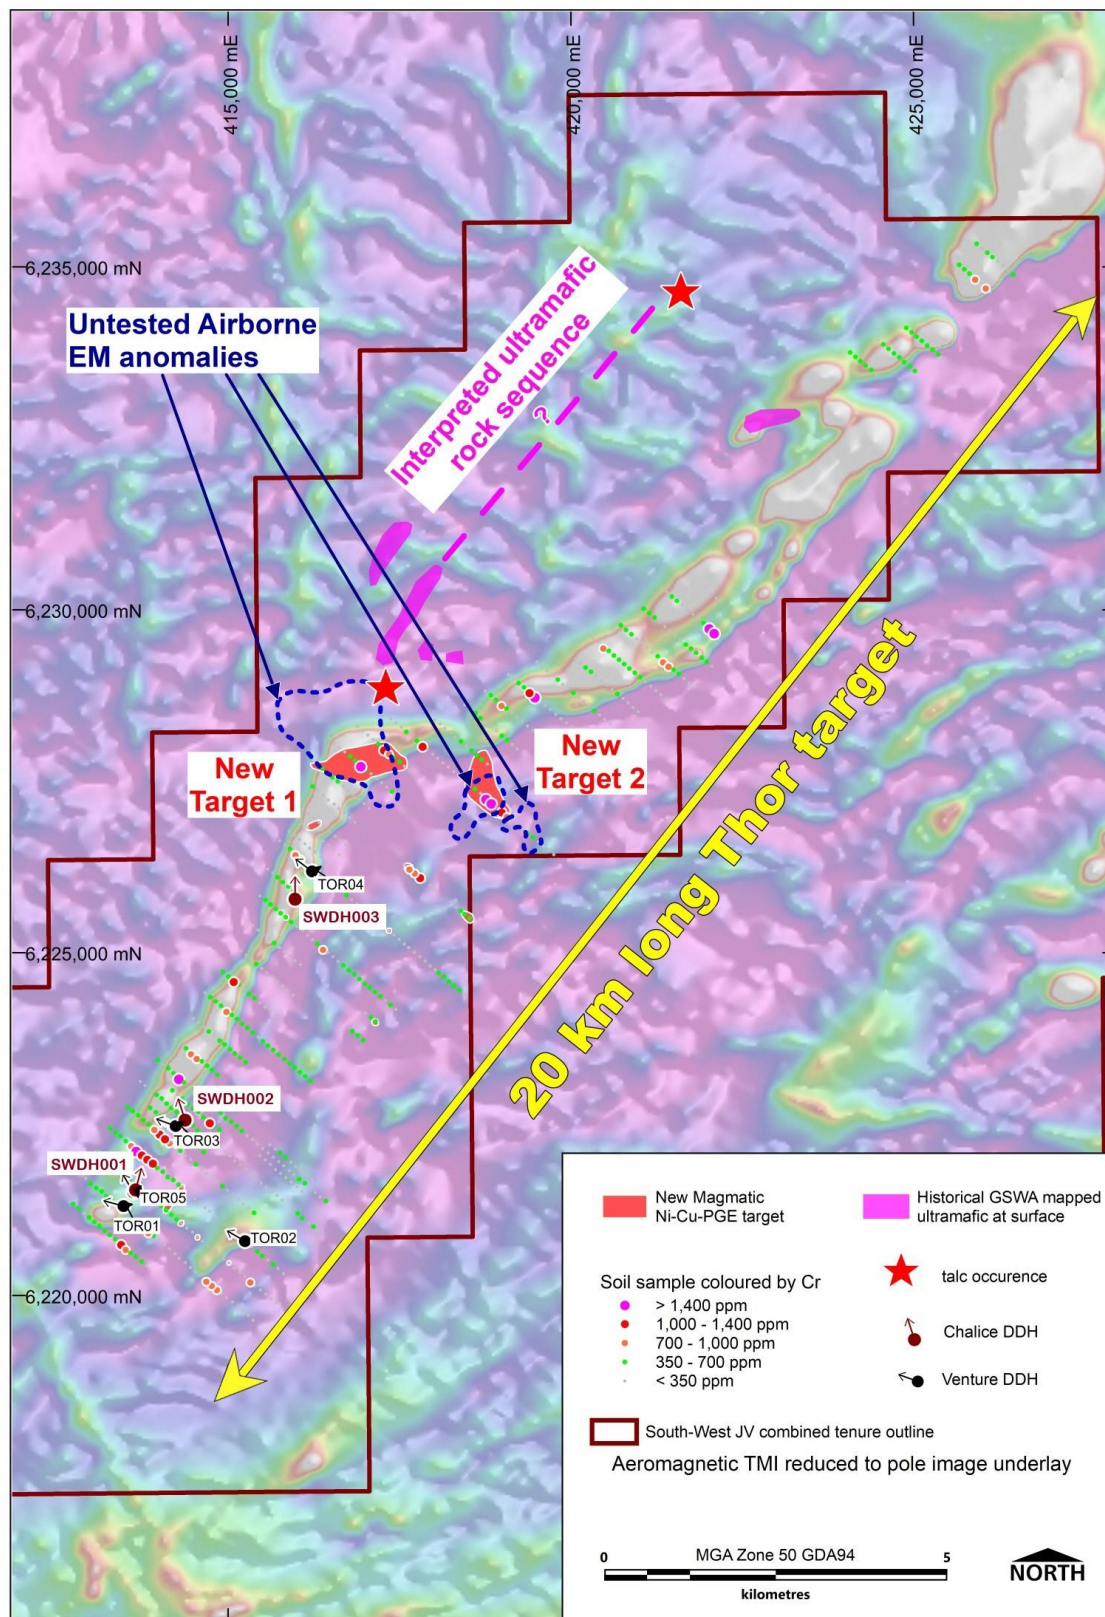 415,000 mE
420,000 mE
425,000 mE
6,235,000 mN
Untested Airborne
EM anomalies
Interpreted ultramafic
rock sequence
?
6,230,000 mN
New
Target 1
New
Target 2
20 km long Thor target
TOR04
SWDH003
6,225,000 mN
SWDH002
TOR03
SWDH001
TOR05
TOR01
TOR02
6,220,000 mN
New Magmatic
Ni-Cu-PGE target
Historical GSWA mapped
ultramafic at surface
Soil sample coloured by Cr
> 1,400 ppm
1,000 - 1,400 ppm
700 - 1,000 ppm
350 - 700 ppm
< 350 ppm
talc occurence
Chalice DDH
Venture DDH
South-West JV combined tenure outline
Aeromagnetic TMI reduced to pole image underlay
0 MGA Zone 50 GDA94 5
kilometres
NORTH